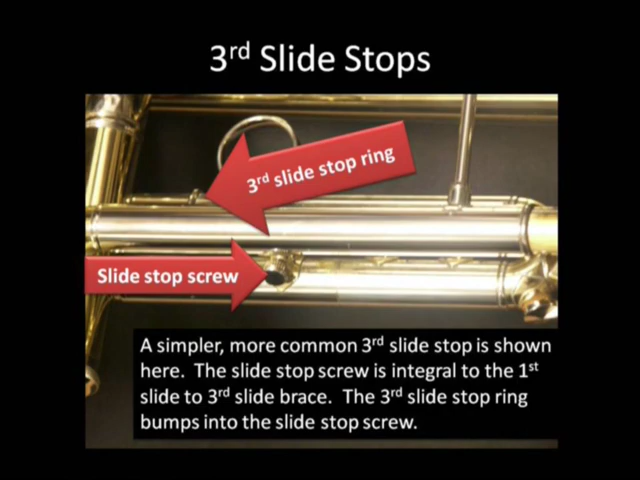 3rd Slide Stops
3rd slide stop ring
Slide stop screw
A simpler, more common 3rd slide stop is shown
here. The slide stop screw is integral to the 1st
slide to 3rd slide brace. The 3rd slide stop ring
bumps into the slide stop screw.